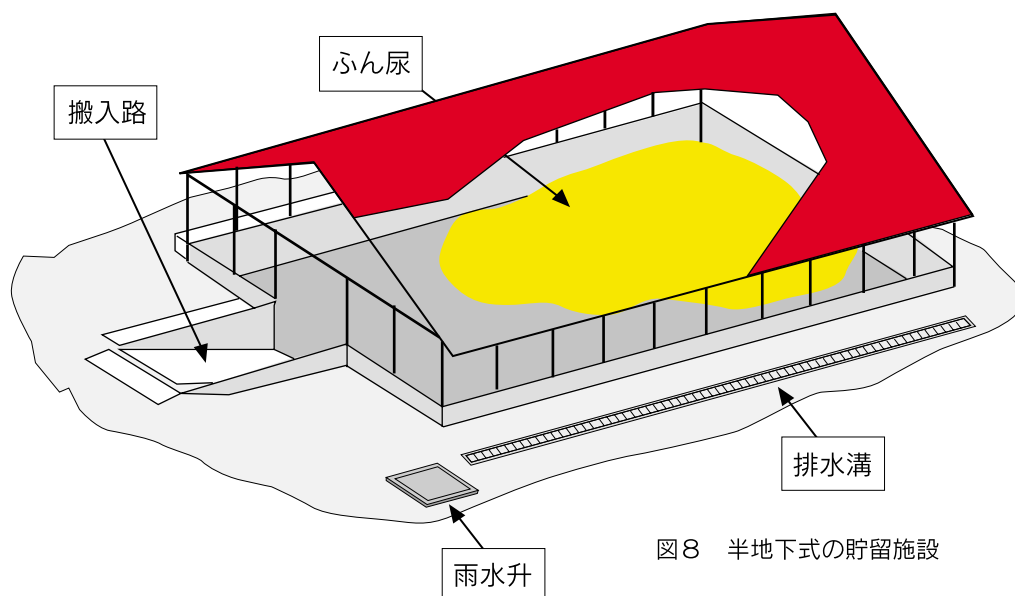 ふん尿
搬入路
排水溝
雨水升
図8　半地下式の貯留施設